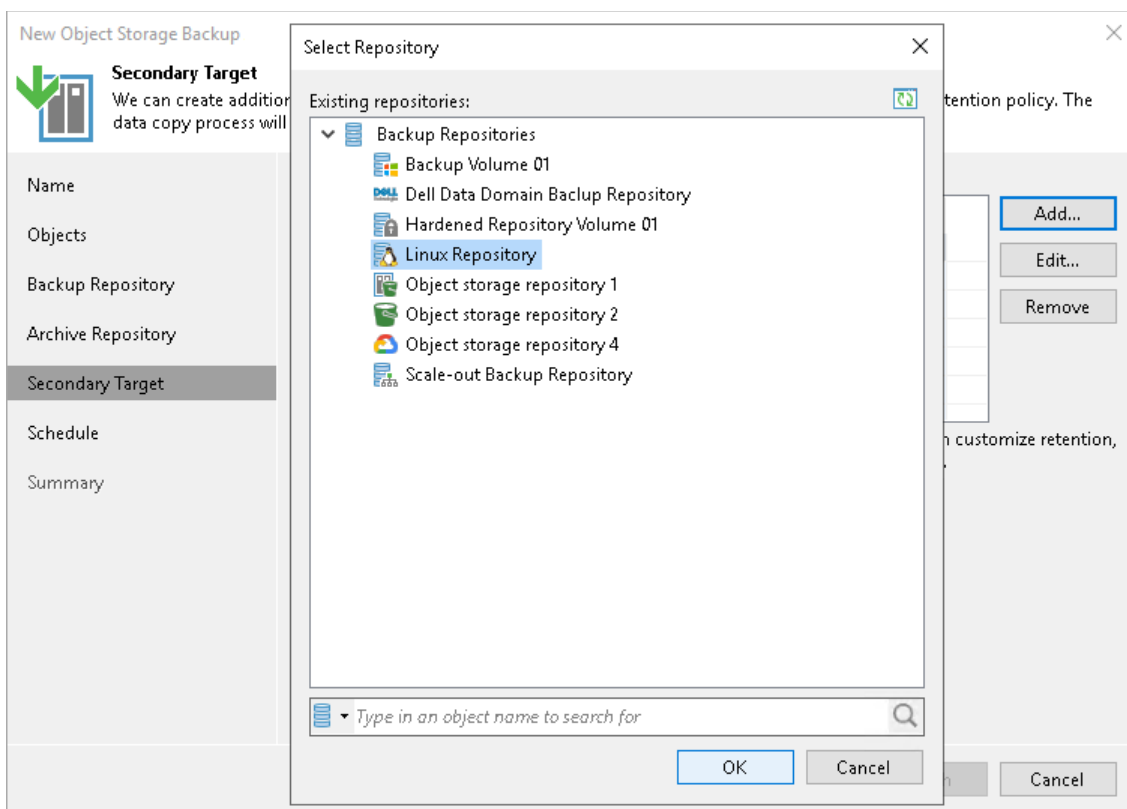 New Object Storage Backup
Secondary Target
We can create addition
tention policy. The
data copy process will
Name
Objects
Backup Repository
Archive Repository
Secondary Target
Schedule
Summary
Select Repository
Existing repositories:
Backup Repositories
Backup Volume 01
DELL Dell Data Domain Baclup Repository
Hardened Repository Volume 01
Linux Repository
Object storage repository 1
Object storage repository 2
Object storage repository 4
Scale-out Backup Repository
Type in an object name to search for
OK
Cancel
Add...
Edit...
Remove
customize retention,
Cancel